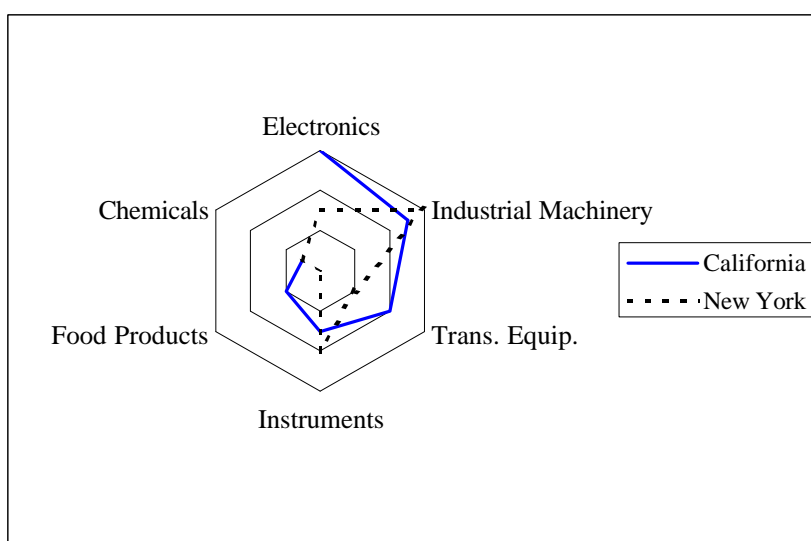 Electronics
Chemicals
Industrial Machinery
California
New York
Food Products
Trans. Equip.
Instruments